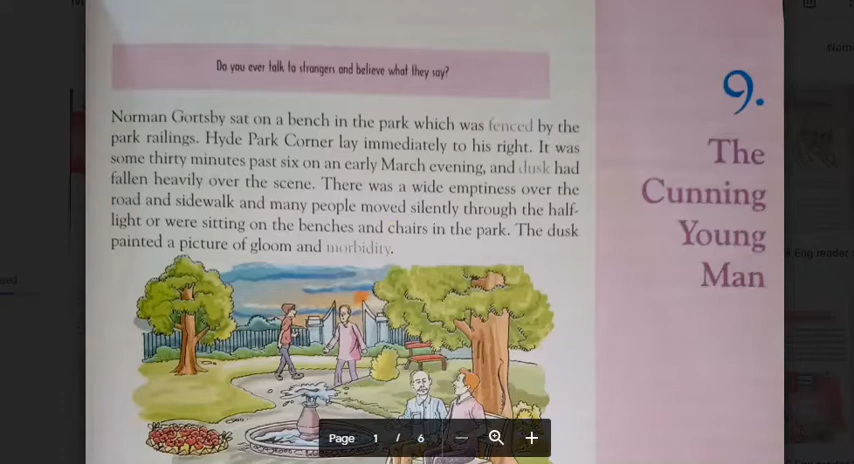 Do you ever talk to strangers and believe what they say?
Norman Gortsby sat on a bench in the park which was fenced by the
park railings. Hyde Park Corner lay immediately to his right. It was
some thirty minutes past six on an early March evening, and dusk had
fallen heavily over the scene. There was a wide emptiness over the
road and sidewalk and many people moved silently through the half-
light or were sitting on the benches and chairs in the park. The dusk
painted a picture of gloom and morbidity.
9.
The
Cunning
Young
Man
Eng reader
Page 1 / 6